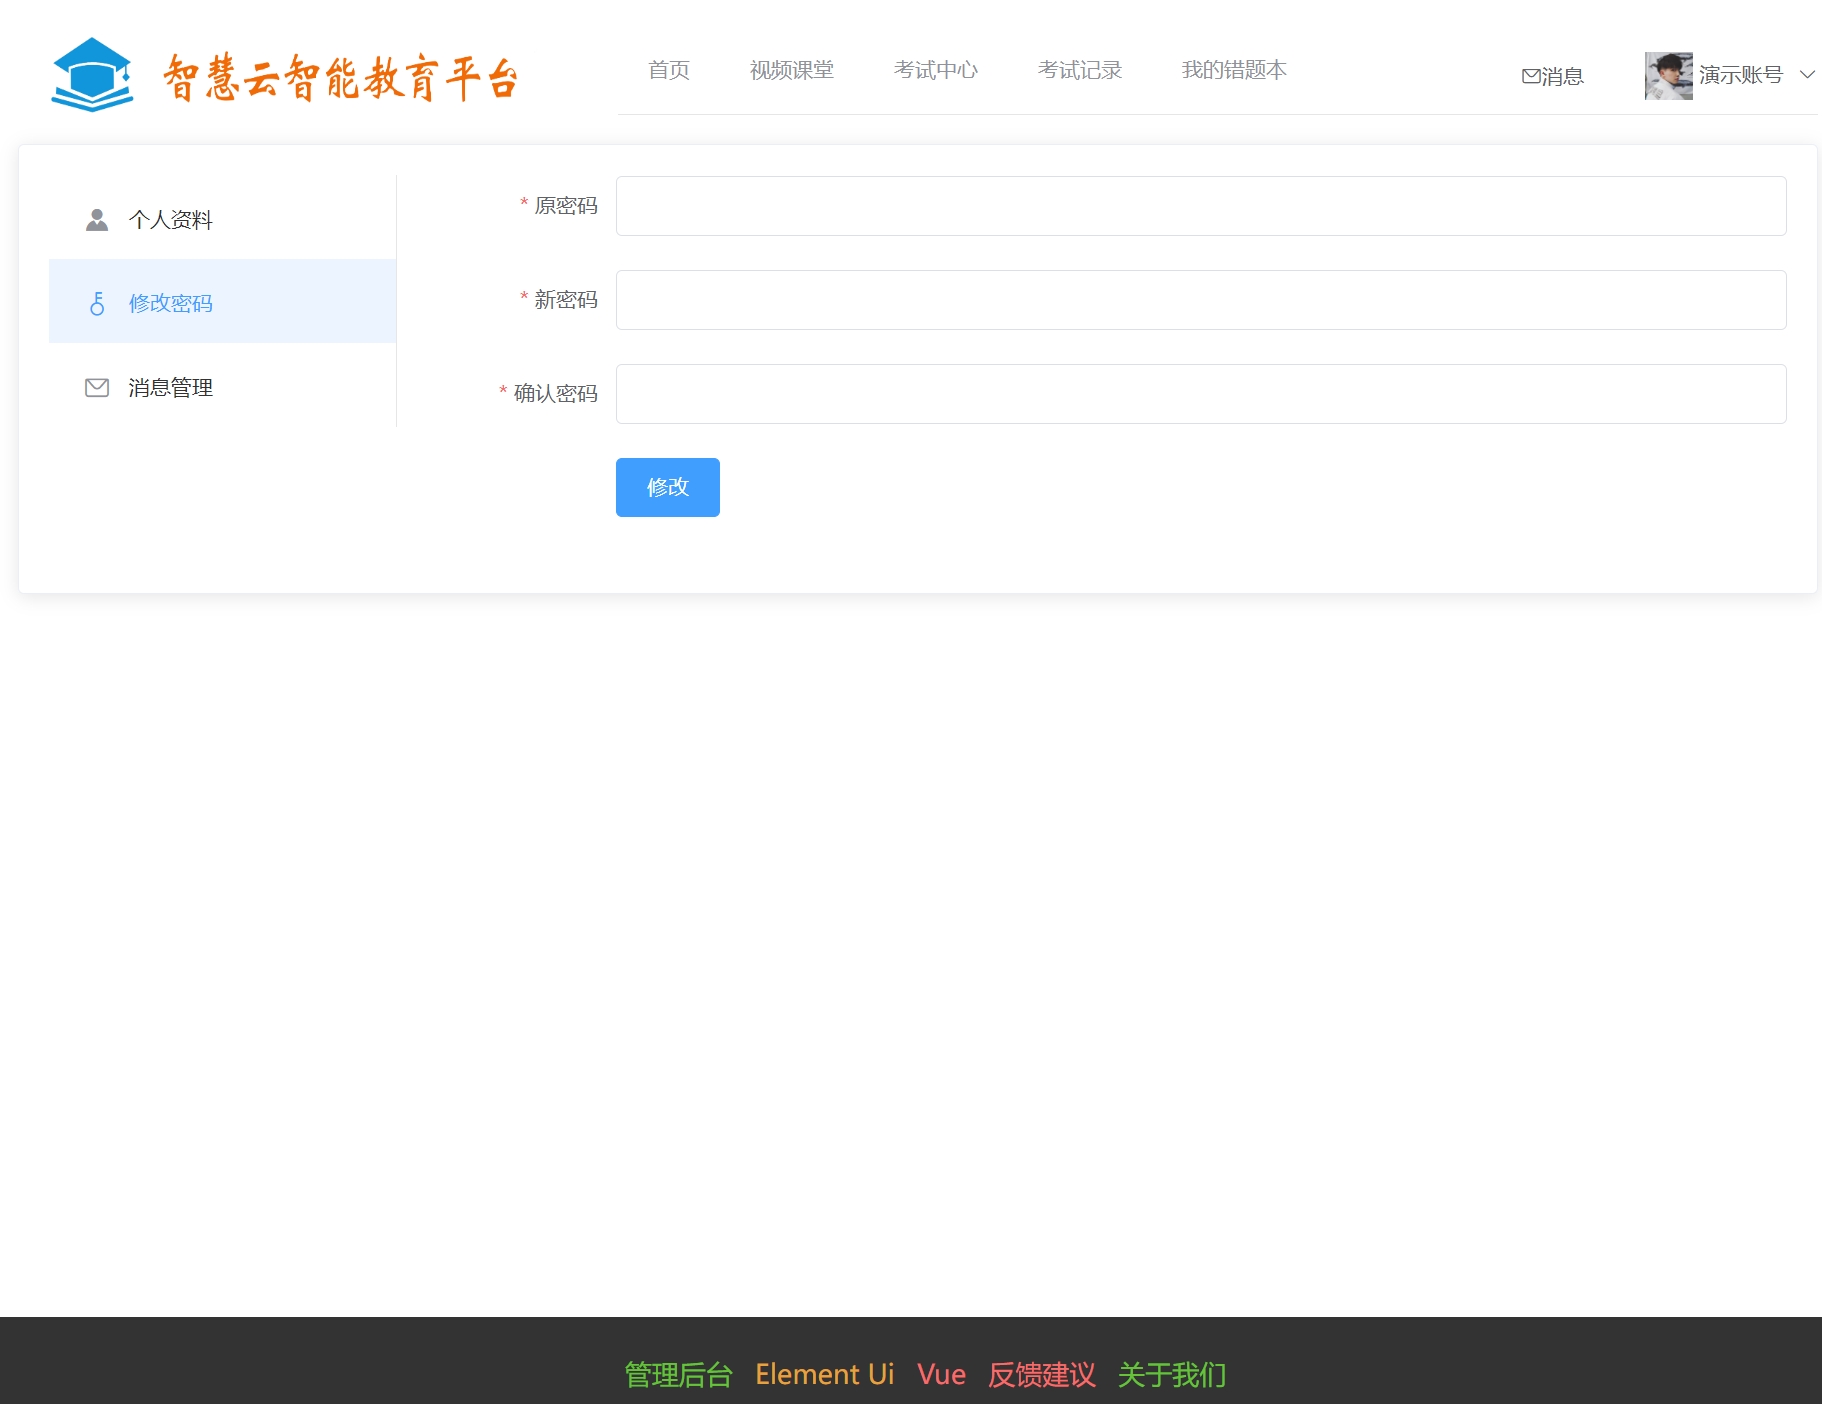 智慧云智能教育平台
首页 视频课堂 考试中心 考试记录 我的错题本 消息 演示账号
个人资料
修改密码
消息管理
* 原密码
* 新密码
* 确认密码
修改
管理后台 Element Ui Vue 反馈建议 关于我们